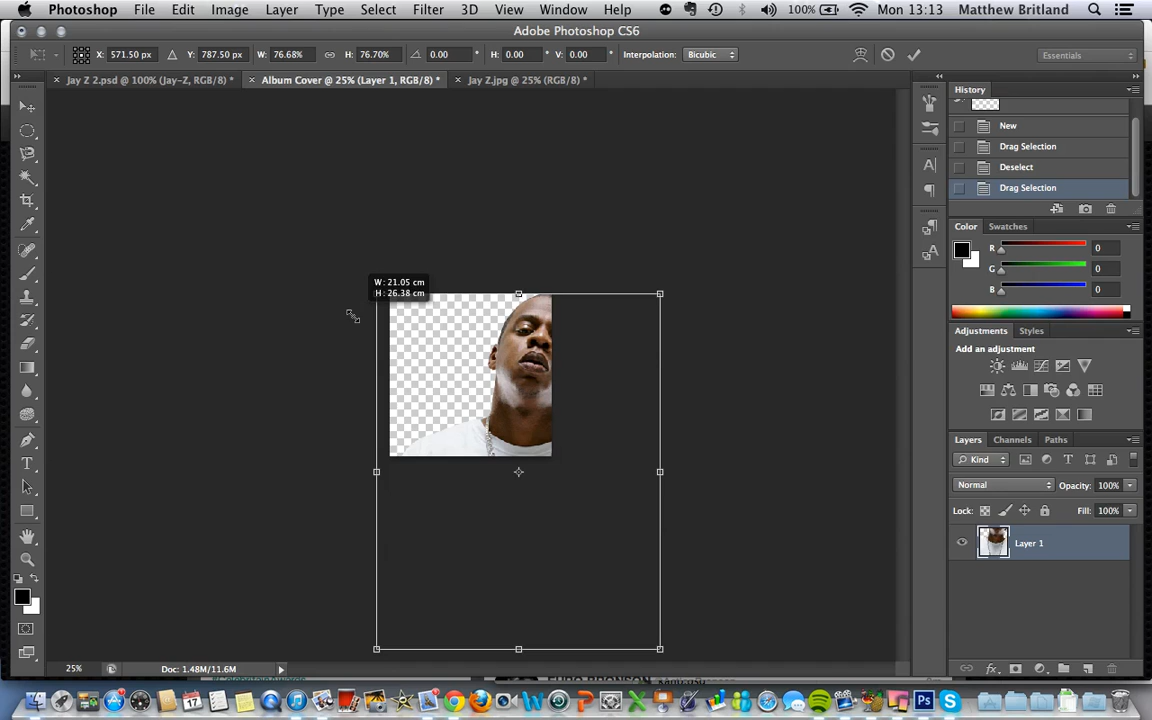 Photoshop File Edit Image Layer Type Select Filter 3D View Window Help 100% Mon 13:13 Matthew Britland
Adobe Photoshop CS6
X: 571.50 px Y: 787.50 px W: 76.68% H: 76.70% 0.00 ° H: 0.00 ° V: 0.00 ° Interpolation: Bicubic Essentials
Jay Z 2.psd @ 100% (Jay-Z, RGB/8) * Album Cover @ 25% (Layer 1, RGB/8) * Jay Z.jpg @ 25% (RGB/8) *
History
New
Drag Selection
Deselect
Drag Selection
Color Swatches
R 0
G 0
B 0
W: 21.05 cm
H: 26.38 cm
Adjustments Styles
Add an adjustment
Layers Channels Paths
Kind
Normal Opacity: 100%
Lock: Fill: 100%
Layer 1
25% Doc: 1.48M/11.6M